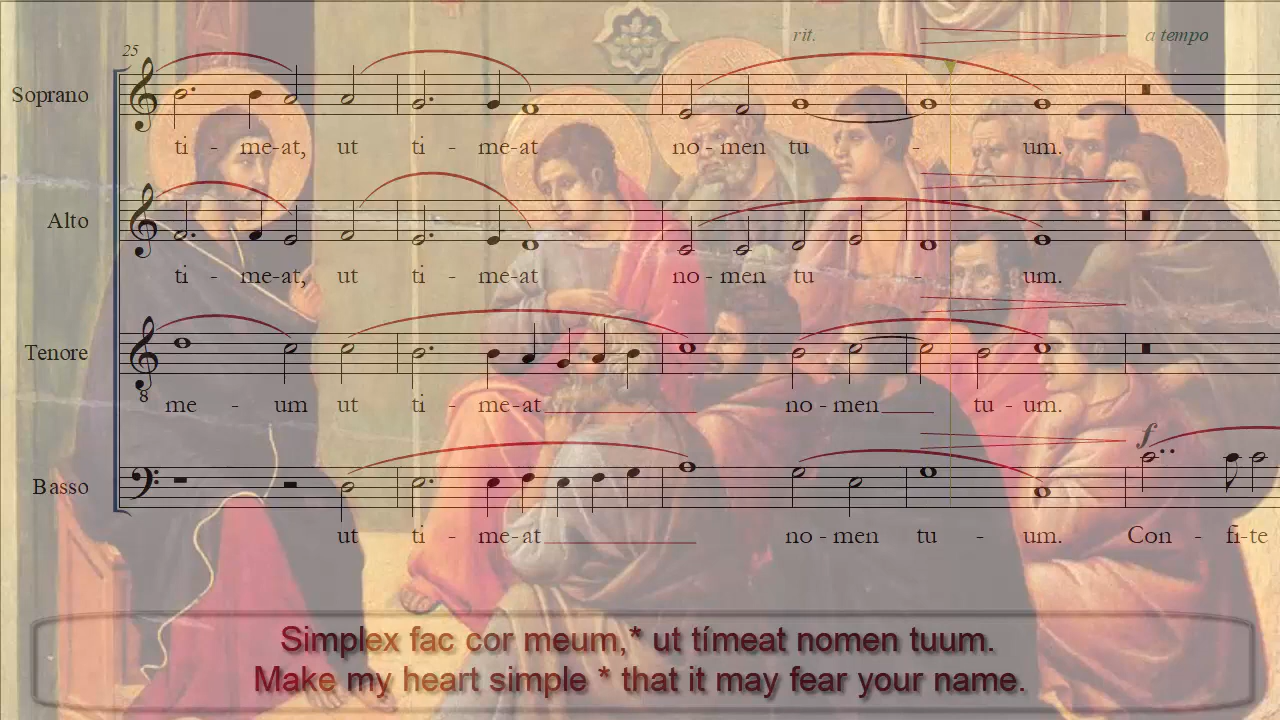 rit.
a tempo
25
Soprano
ti - me-at, ut ti - me-at no - men tu - um.
Alto
ti - me-at, ut ti - me-at no - men tu - um.
Tenore
8
me - um ut ti - me-at no - men tu - um.
f
Basso
ut ti - me-at no - men tu - um. Con - fi-te
Simplex fac cor meum,* ut tímeat nomen tuum.
Make my heart simple * that it may fear your name.